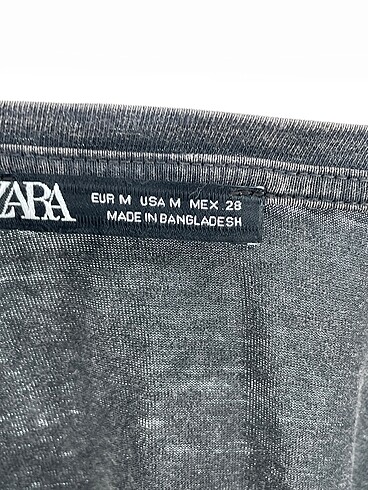 ZARA
EUR M USA M MEX 28
MADE IN BANGLADESH